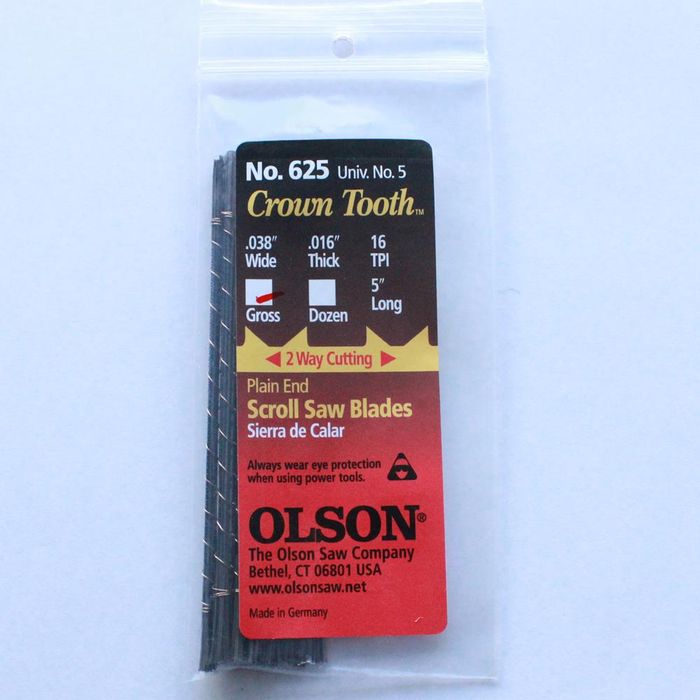 No. 625 Univ. No. 5
Crown Tooth™
.038" .016" 16
Wide Thick TPI
5"
Long
Gross Dozen
2 Way Cutting
Plain End
Scroll Saw Blades
Sierra de Calar
Always wear eye protection
when using power tools.
OLSON®
The Olson Saw Company
Bethel, CT 06801 USA
www.olsonsaw.net
Made in Germany